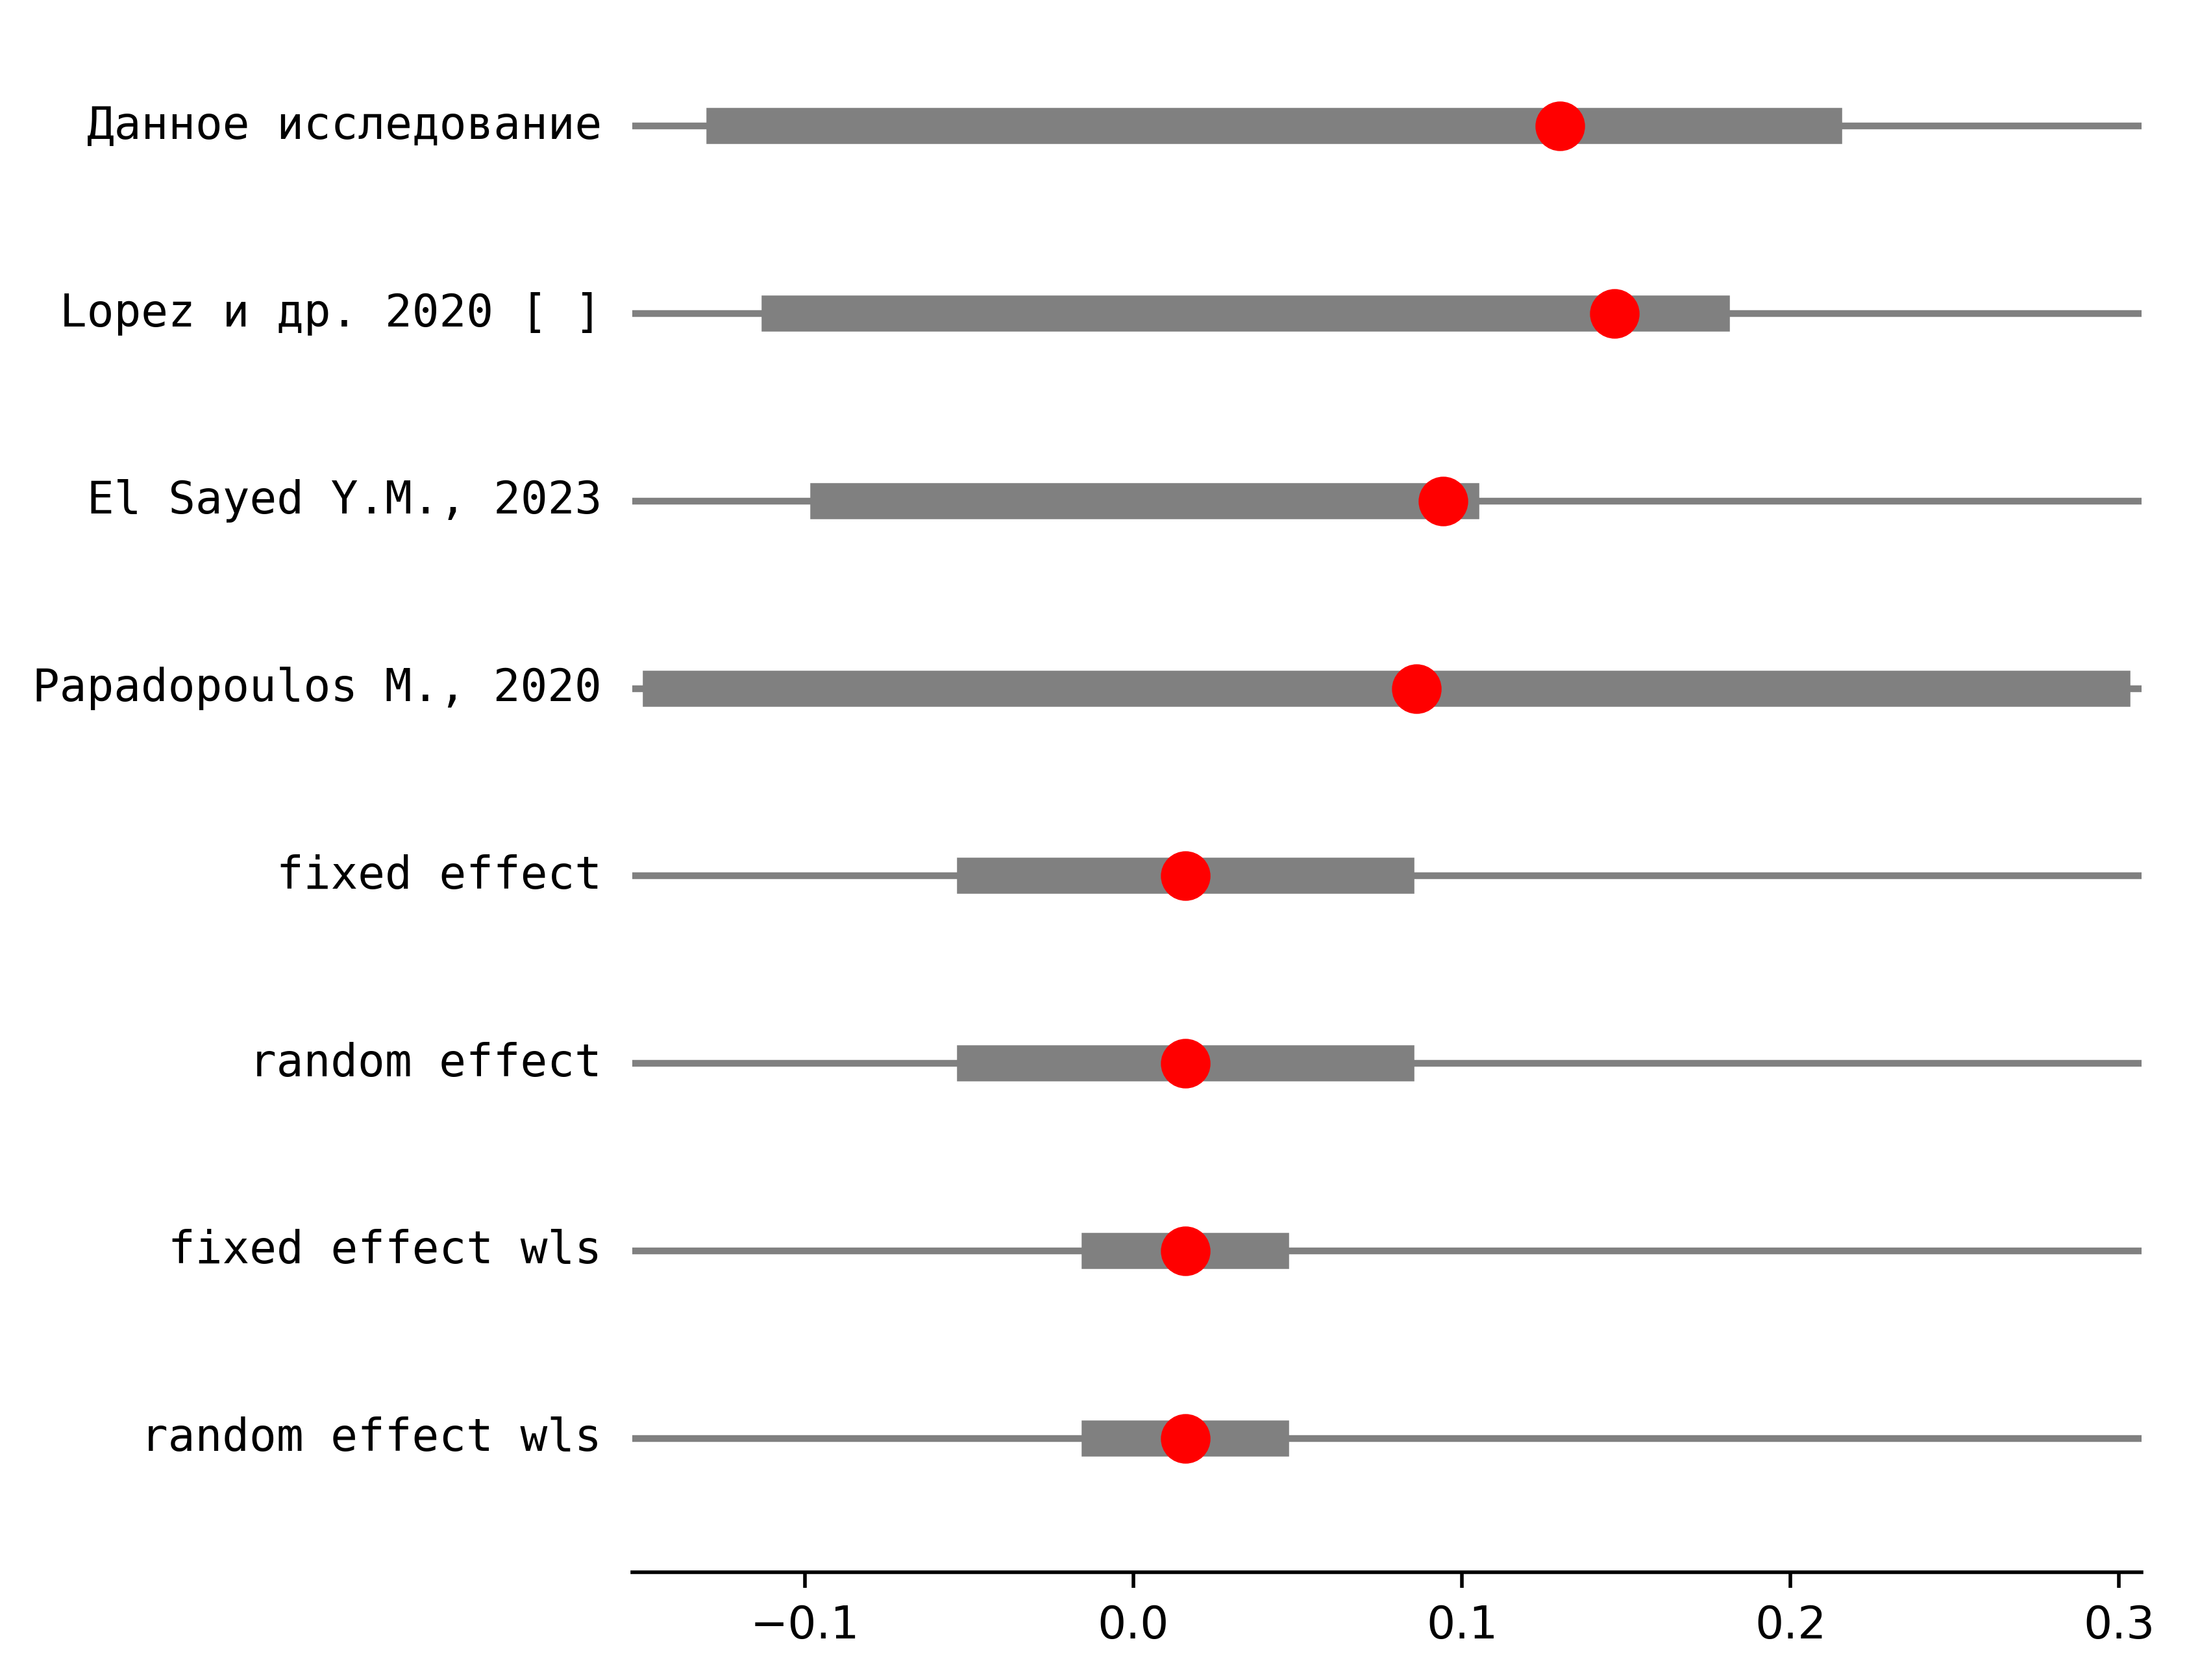 Данное исследование
Lopez и др. 2020 [ ]
El Sayed Y.M., 2023
Papadopoulos M., 2020
fixed effect
random effect
fixed effect wls
random effect wls
−0.1 0.0 0.1 0.2 0.3